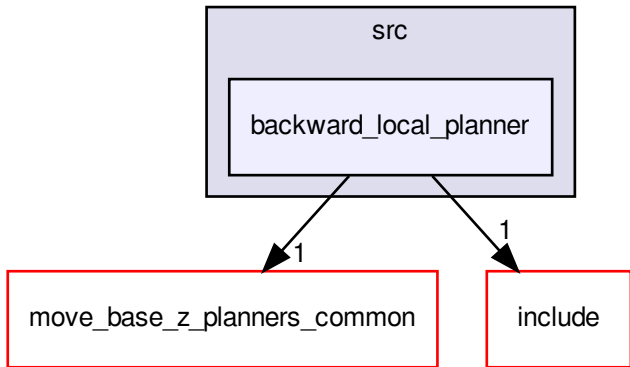 src
backward_local_planner
1
1
move_base_z_planners_common
include